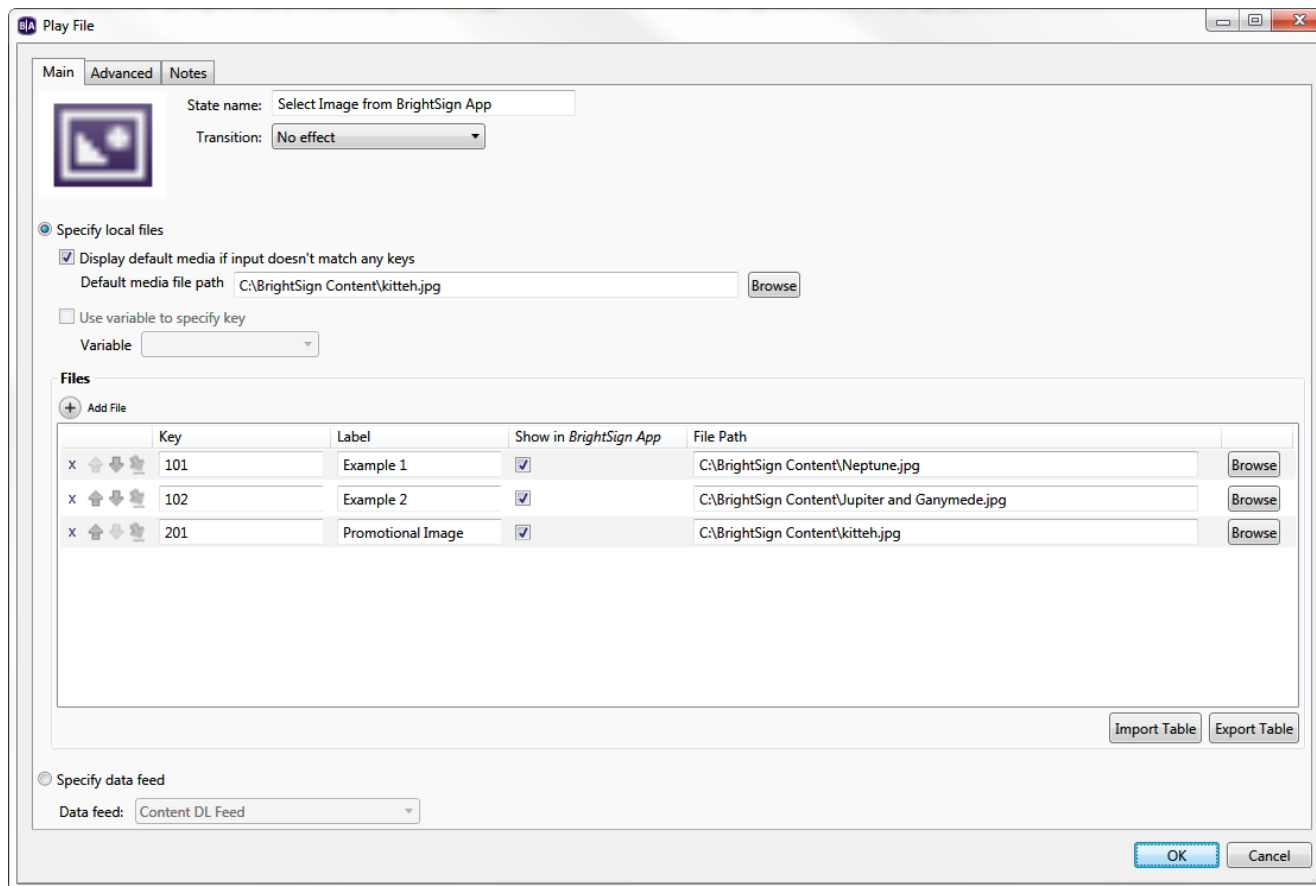 B|A Play File
Main Advanced Notes
State name: Select Image from BrightSign App
Transition: No effect
Specify local files
Display default media if input doesn't match any keys
Default media file path C:\BrightSign Content\kitteh.jpg Browse
Use variable to specify key
Variable
Files
+ Add File
Key Label Show in BrightSign App File Path
x 101 Example 1 C:\BrightSign Content\Neptune.jpg Browse
x 102 Example 2 C:\BrightSign Content\Jupiter and Ganymede.jpg Browse
x 201 Promotional Image C:\BrightSign Content\kitteh.jpg Browse
Import Table Export Table
Specify data feed
Data feed: Content DL Feed
OK Cancel